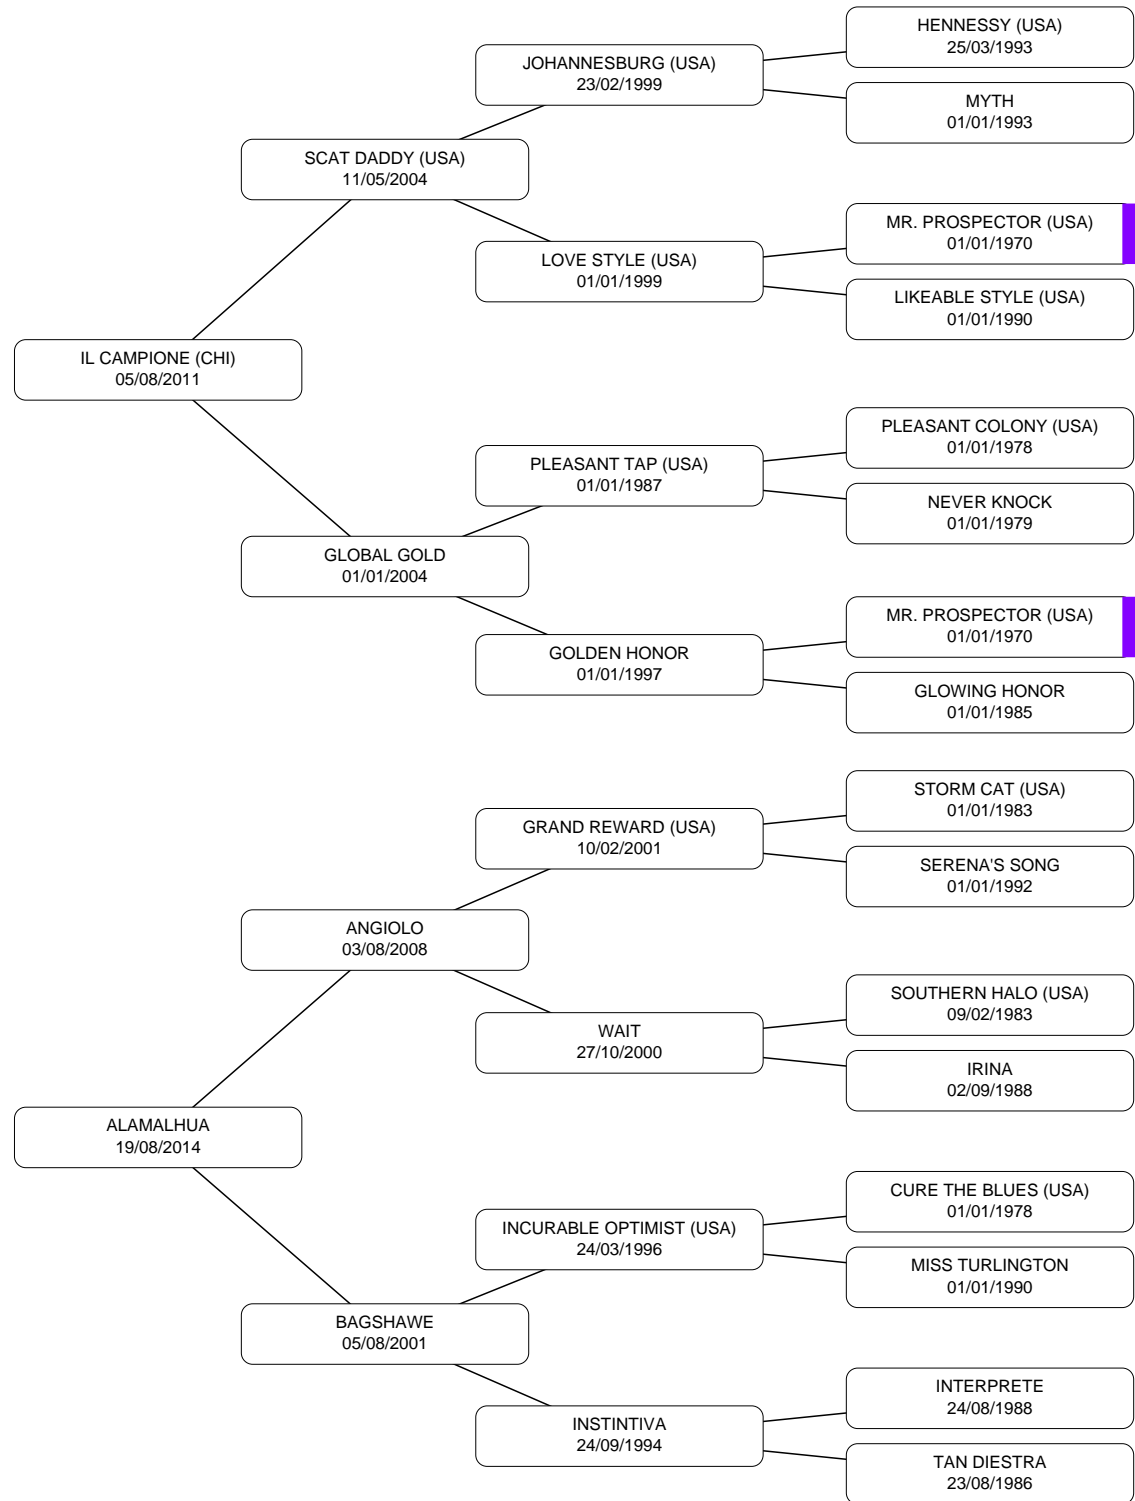 HENNESSY (USA)
25/03/1993
JOHANNESBURG (USA)
23/02/1999
MYTH
01/01/1993
SCAT DADDY (USA)
11/05/2004
MR. PROSPECTOR (USA)
01/01/1970
LOVE STYLE (USA)
01/01/1999
LIKEABLE STYLE (USA)
01/01/1990
IL CAMPIONE (CHI)
05/08/2011
PLEASANT COLONY (USA)
01/01/1978
PLEASANT TAP (USA)
01/01/1987
NEVER KNOCK
01/01/1979
GLOBAL GOLD
01/01/2004
MR. PROSPECTOR (USA)
01/01/1970
GOLDEN HONOR
01/01/1997
GLOWING HONOR
01/01/1985
STORM CAT (USA)
01/01/1983
GRAND REWARD (USA)
10/02/2001
SERENA'S SONG
01/01/1992
ANGIOLO
03/08/2008
SOUTHERN HALO (USA)
09/02/1983
WAIT
27/10/2000
IRINA
02/09/1988
ALAMALHUA
19/08/2014
CURE THE BLUES (USA)
01/01/1978
INCURABLE OPTIMIST (USA)
24/03/1996
MISS TURLINGTON
01/01/1990
BAGSHAWE
05/08/2001
INTERPRETE
24/08/1988
INSTINTIVA
24/09/1994
TAN DIESTRA
23/08/1986